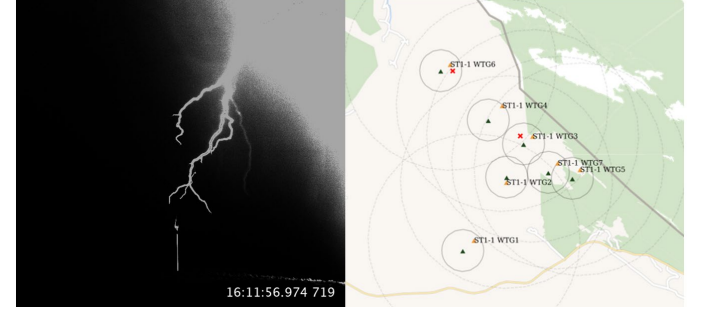 16:11:56.974 719
ST1-1 WTG6
ST1-1 WTG4
ST1-1 WTG3
ST1-1 WTG7
ST1-1 WTG5
ST1-1 WTG2
ST1-1 WTG1